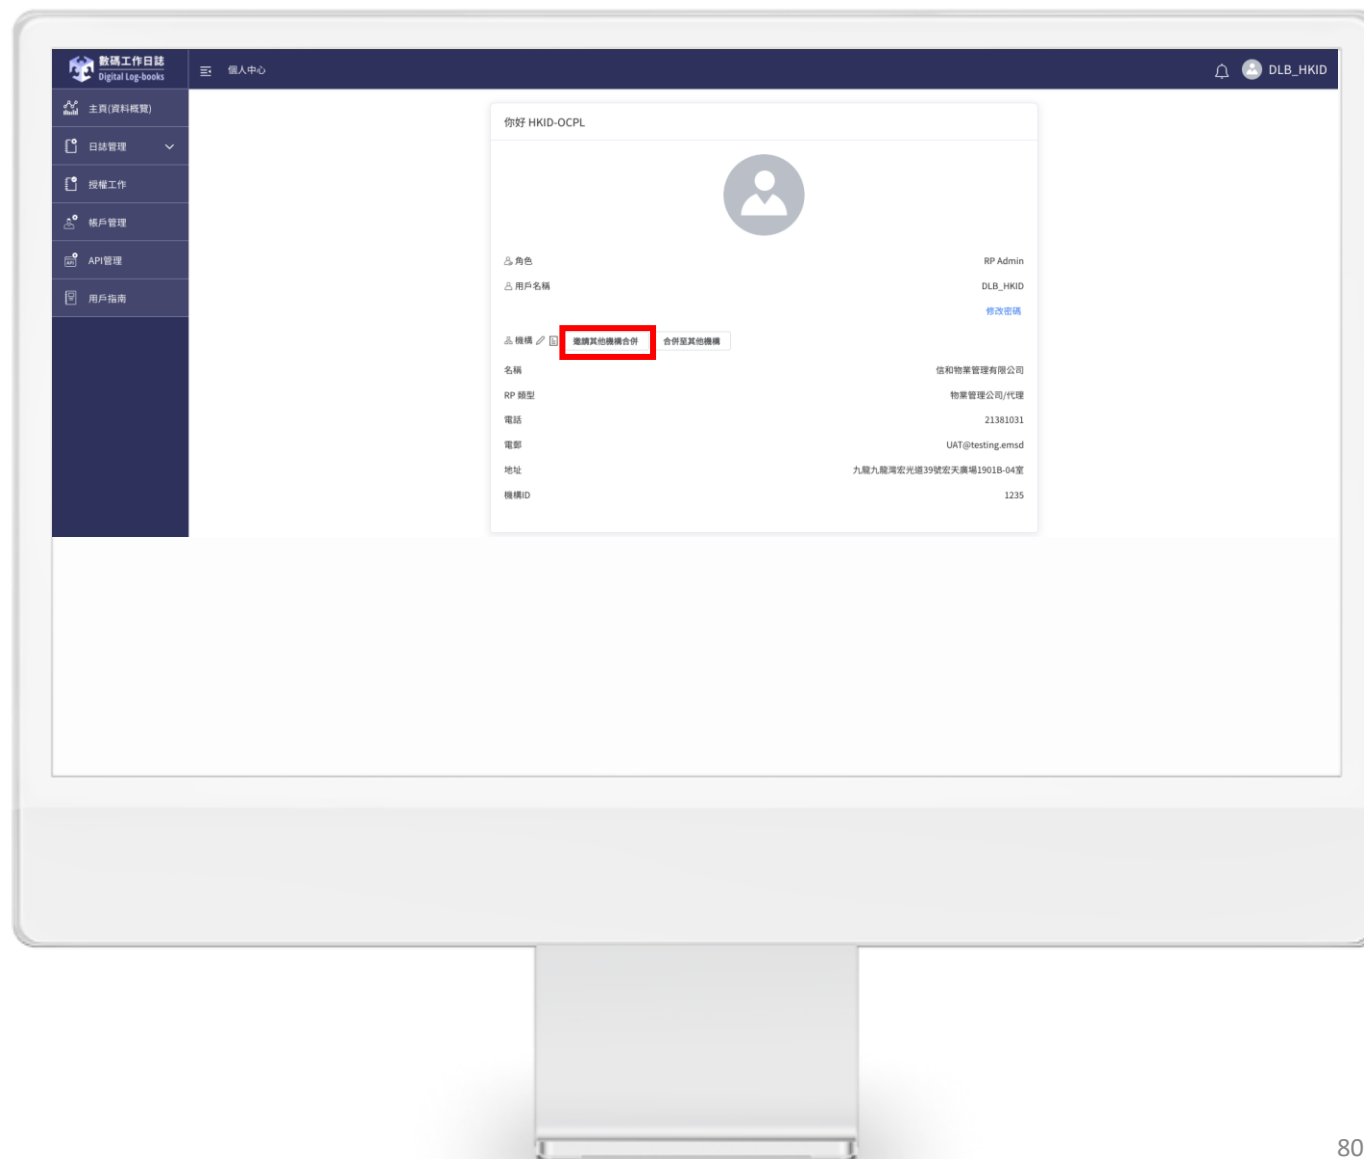 數碼工作日誌
Digital Log-books
個人中心
DLB_HKID
主頁(資料概覽)
日誌管理
授權工作
帳戶管理
API管理
用戶指南
你好 HKID-OCPL
角色 RP Admin
用戶名稱 DLB_HKID
修改密碼
機構 邀請其他機構合併 合併至其他機構
名稱 信和物業管理有限公司
RP 類型 物業管理公司/代理
電話 21381031
電郵 UAT@testing.emsd
地址 九龍九龍灣宏光道39號宏天廣場1901B-04室
機構ID 1235
80